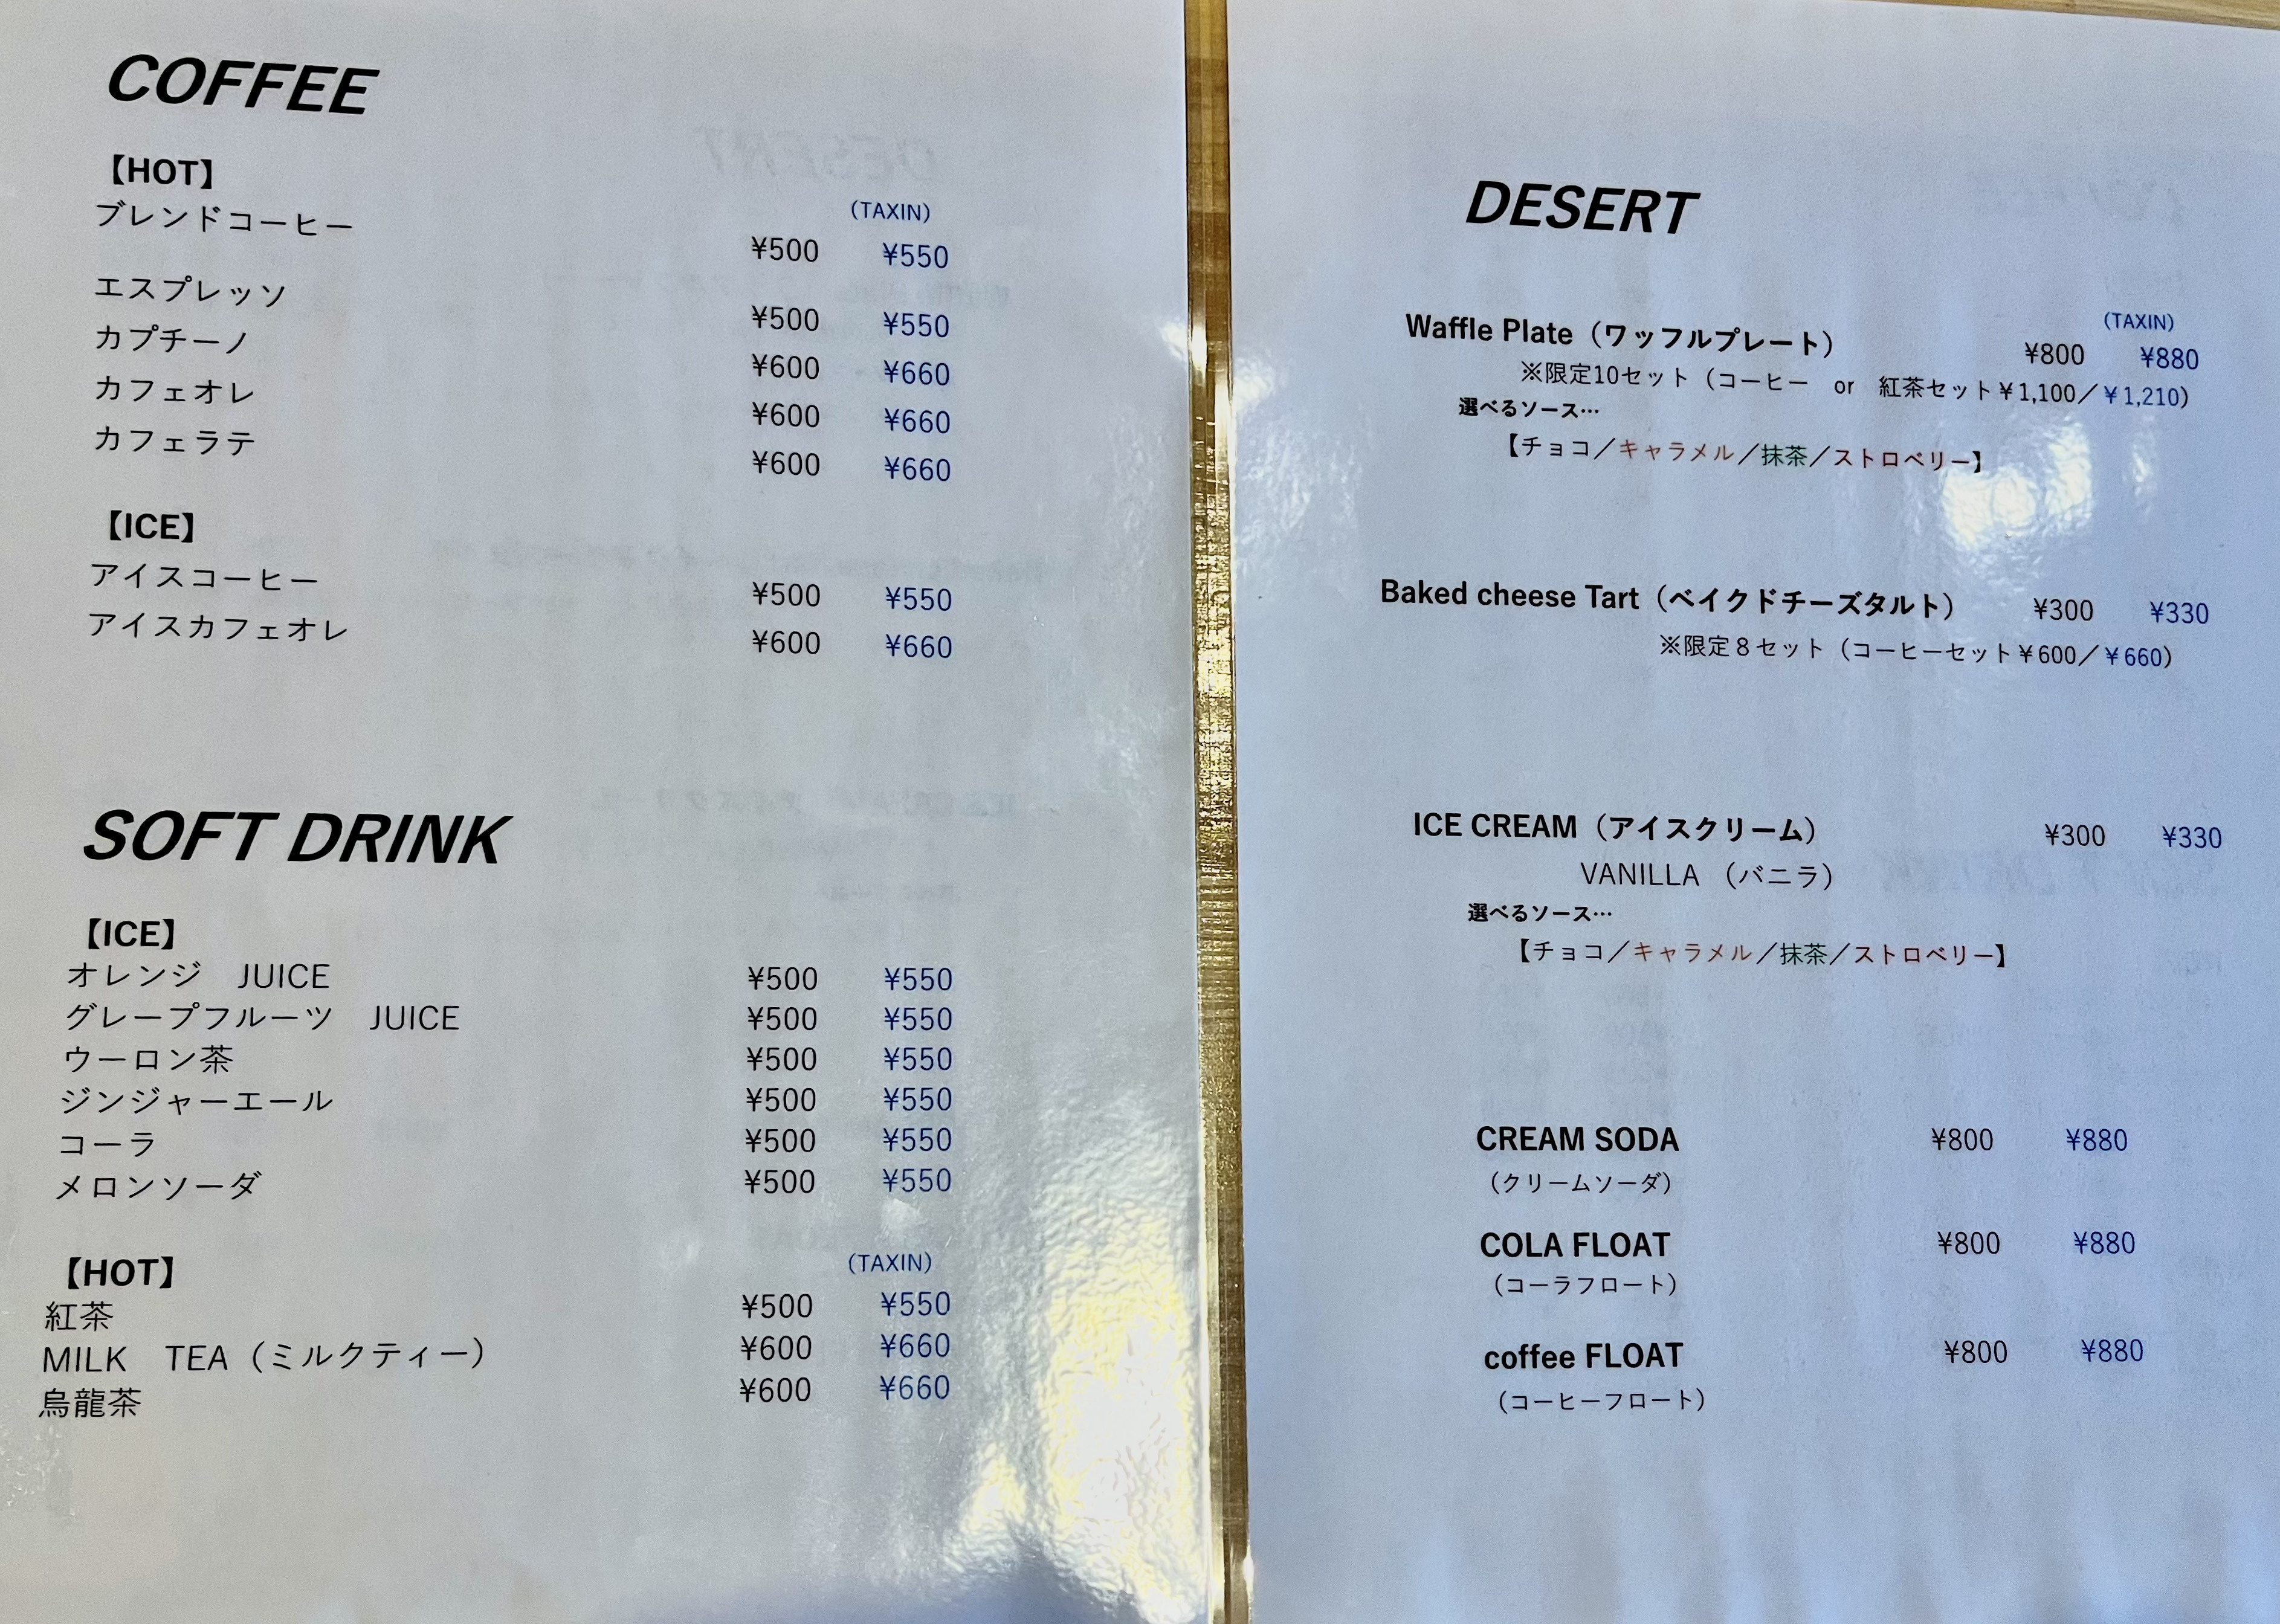 COFFEE
【HOT】
(TAXIN)
ブレンドコーヒー ¥500 ¥550
エスプレッソ ¥500 ¥550
カプチーノ ¥600 ¥660
カフェオレ ¥600 ¥660
カフェラテ ¥600 ¥660
【ICE】
アイスコーヒー ¥500 ¥550
アイスカフェオレ ¥600 ¥660
SOFT DRINK
【ICE】
オレンジ JUICE ¥500 ¥550
グレープフルーツ JUICE ¥500 ¥550
ウーロン茶 ¥500 ¥550
ジンジャーエール ¥500 ¥550
コーラ ¥500 ¥550
メロンソーダ ¥500 ¥550
【HOT】 (TAXIN)
紅茶 ¥500 ¥550
MILK TEA（ミルクティー） ¥600 ¥660
烏龍茶 ¥600 ¥660
DESERT
(TAXIN)
Waffle Plate（ワッフルプレート） ¥800 ¥880
※限定10セット（コーヒー or 紅茶セット￥1,100／￥1,210）
選べるソース…
【チョコ／キャラメル／抹茶／ストロベリー】
Baked cheese Tart（ベイクドチーズタルト） ¥300 ¥330
※限定８セット（コーヒーセット￥600／￥660）
ICE CREAM（アイスクリーム） ¥300 ¥330
VANILLA （バニラ）
選べるソース…
【チョコ／キャラメル／抹茶／ストロベリー】
CREAM SODA ¥800 ¥880
（クリームソーダ）
COLA FLOAT ¥800 ¥880
（コーラフロート）
coffee FLOAT ¥800 ¥880
（コーヒーフロート）